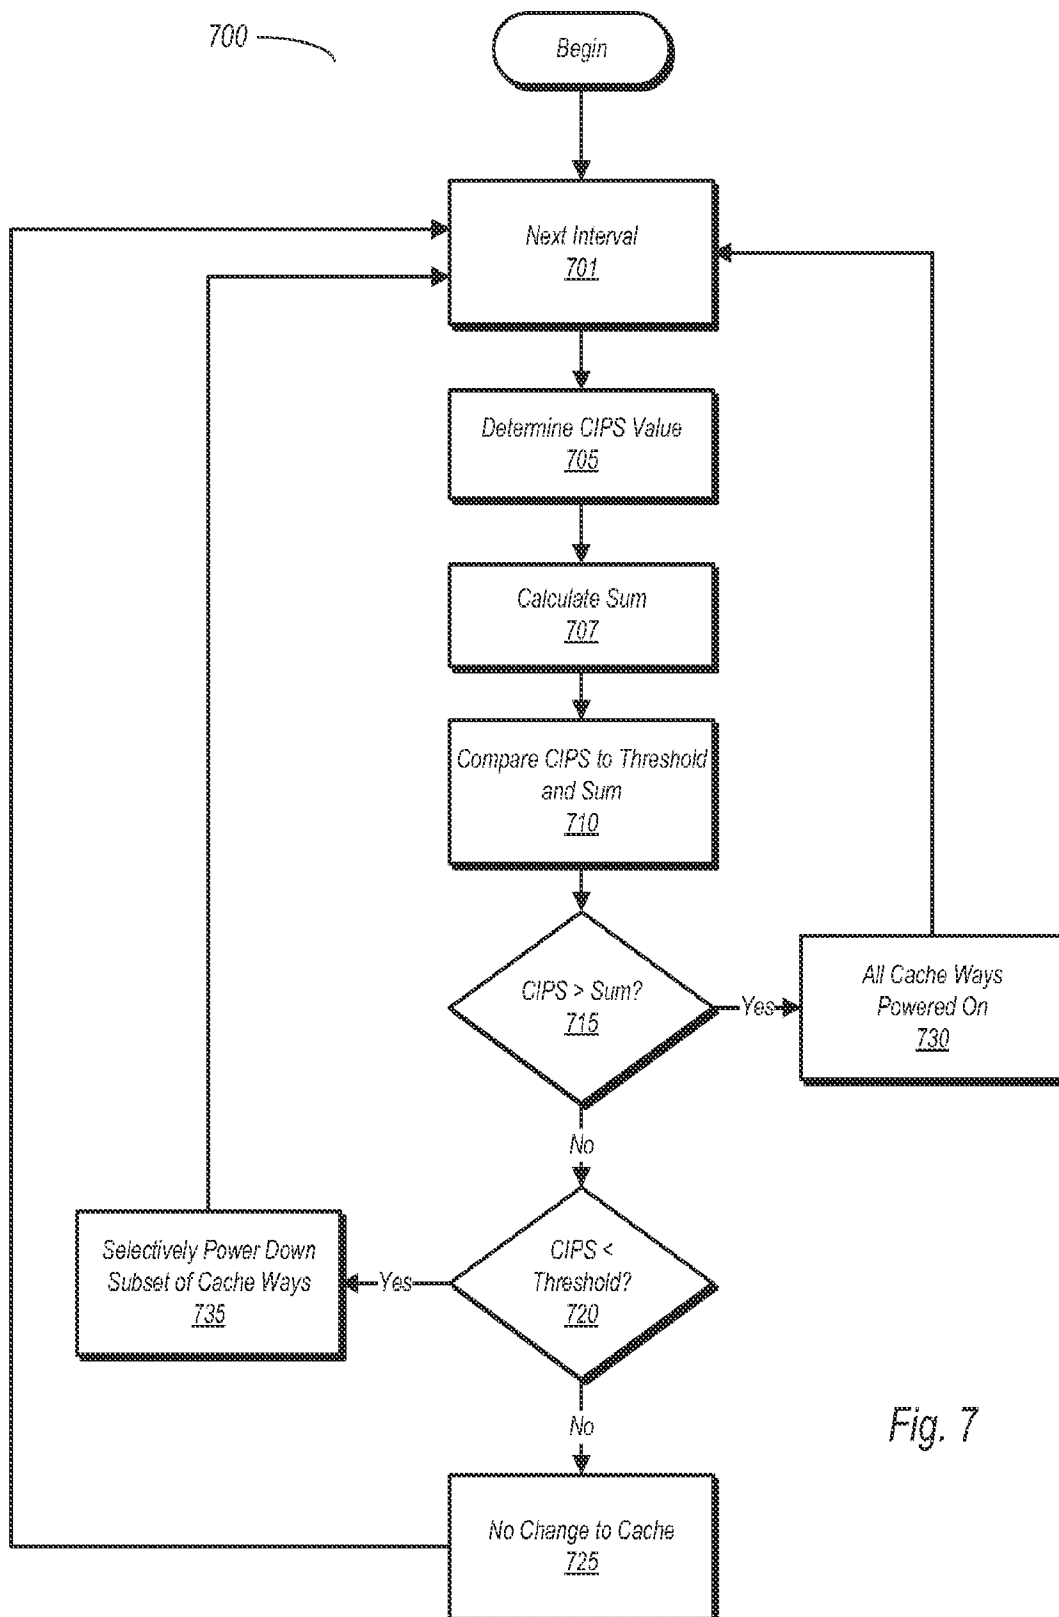 700
Begin
Next Interval
701
Determine CIPS Value
705
Calculate Sum
707
Compare CIPS to Threshold
and Sum
710
CIPS > Sum?
715
Yes
All Cache Ways
Powered On
730
No
CIPS <
Threshold?
720
Yes
Selectively Power Down
Subset of Cache Ways
735
No
No Change to Cache
725
Fig. 7